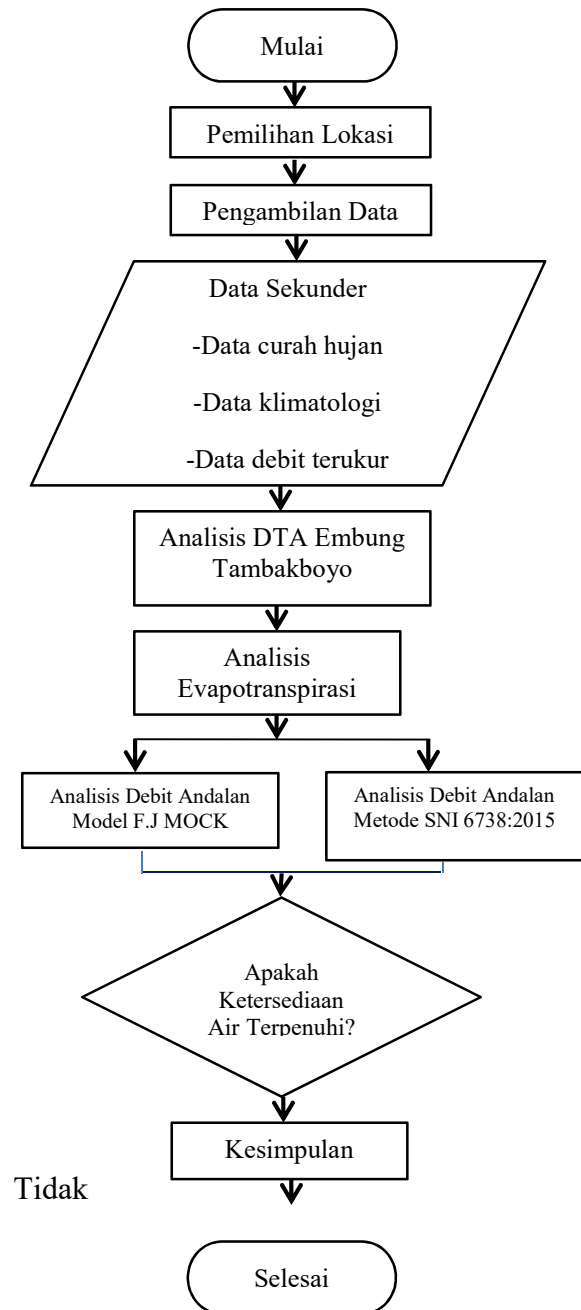 Mulai
Pemilihan Lokasi
Pengambilan Data
Data Sekunder
-Data curah hujan
-Data klimatologi
-Data debit terukur
Analisis DTA Embung
Tambakboyo
Analisis
Evapotranspirasi
Analisis Debit Andalan
Model F.J MOCK
Analisis Debit Andalan
Metode SNI 6738:2015
Apakah
Ketersediaan
Air Terpenuhi?
Kesimpulan
Tidak
Selesai